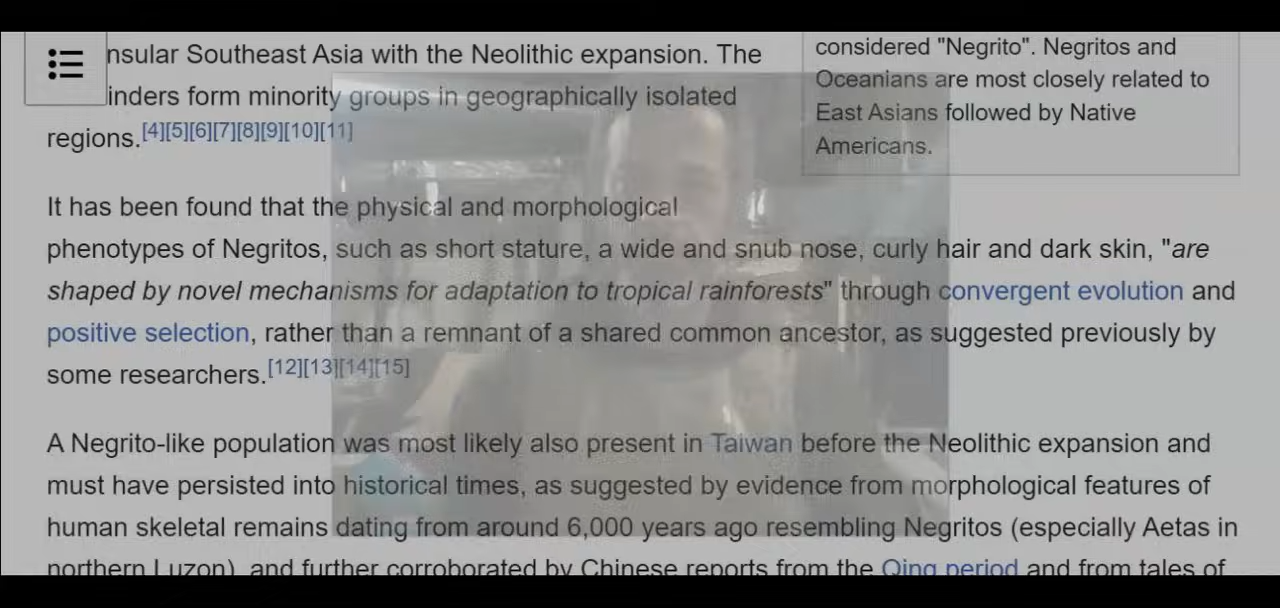 nsular Southeast Asia with the Neolithic expansion. The
inders form minority groups in geographically isolated
regions.[4][5][6][7][8][9][10][11]
considered "Negrito". Negritos and
Oceanians are most closely related to
East Asians followed by Native
Americans.
It has been found that the physical and morphological
phenotypes of Negritos, such as short stature, a wide and snub nose, curly hair and dark skin, "are
shaped by novel mechanisms for adaptation to tropical rainforests" through convergent evolution and
positive selection, rather than a remnant of a shared common ancestor, as suggested previously by
some researchers.[12][13][14][15]
A Negrito-like population was most likely also present in Taiwan before the Neolithic expansion and
must have persisted into historical times, as suggested by evidence from morphological features of
human skeletal remains dating from around 6,000 years ago resembling Negritos (especially Aetas in
northern Luzon), and further corroborated by Chinese reports from the Qing period and from tales of